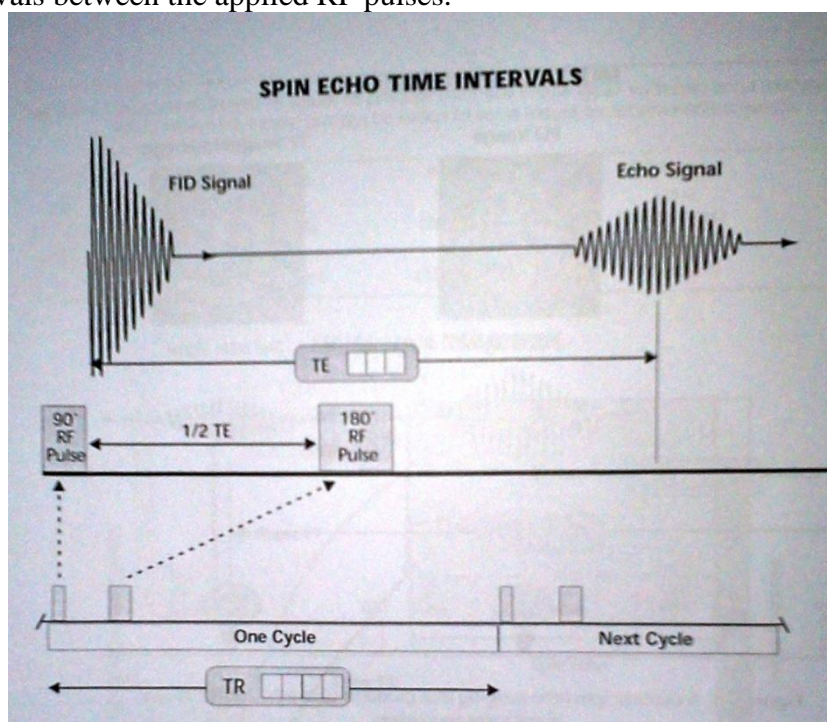 vals between the applied RF pulses.
SPIN ECHO TIME INTERVALS
FID Signal
Echo Signal
TE
90°
RF
Pulse
1/2 TE
180°
RF
Pulse
One Cycle
Next Cycle
TR